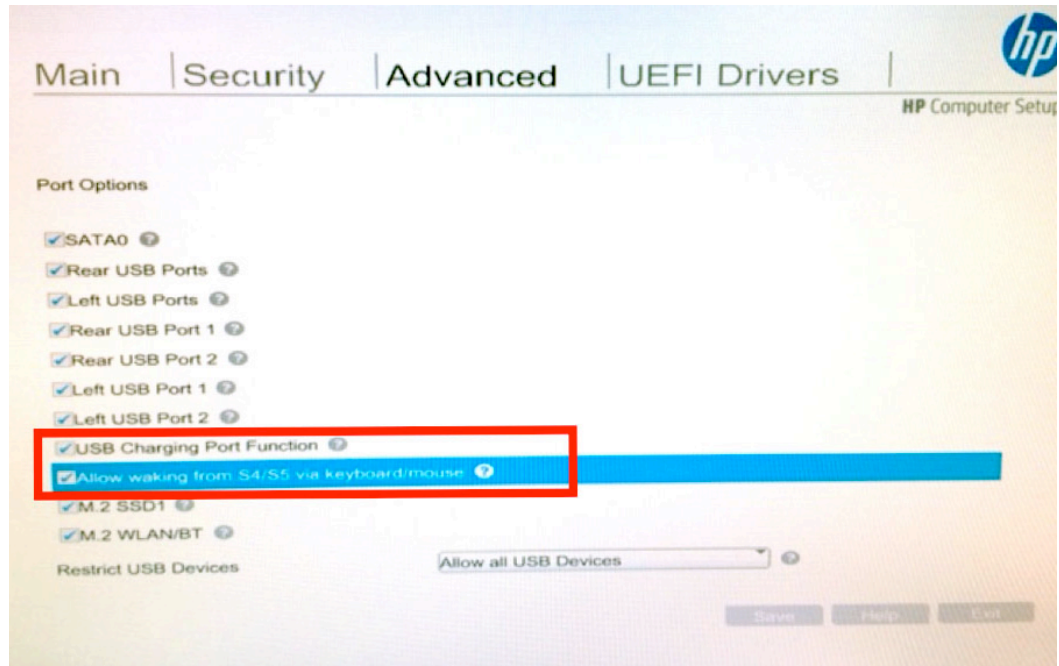 hp
Main Security Advanced UEFI Drivers
HP Computer Setup
Port Options
SATA0 ?
Rear USB Ports ?
Left USB Ports ?
Rear USB Port 1 ?
Rear USB Port 2 ?
Left USB Port 1 ?
Left USB Port 2 ?
USB Charging Port Function ?
Allow waking from S4/S5 via keyboard/mouse ?
M.2 SSD1 ?
M.2 WLAN/BT ?
Restrict USB Devices Allow all USB Devices ?
Save Help Exit